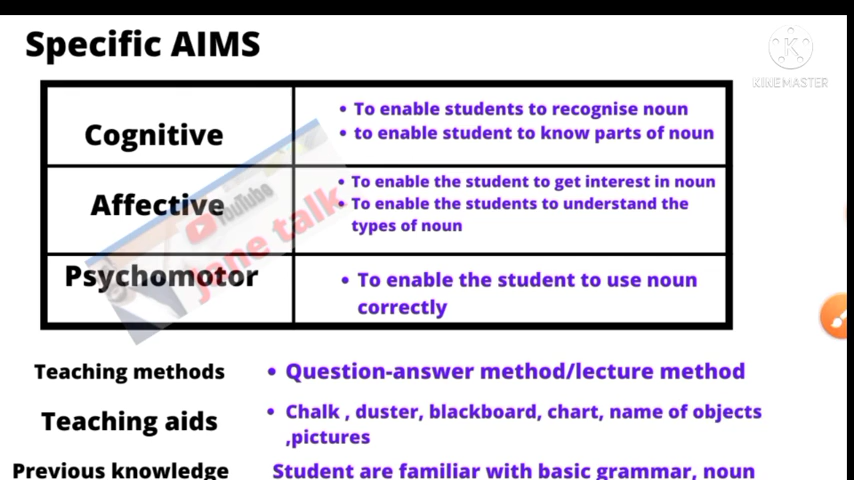 Specific AIMS
KINEMASTER
Cognitive
• To enable students to recognise noun
• to enable student to know parts of noun
Affective
• To enable the student to get interest in noun
• To enable the students to understand the
types of noun
YouTube
jane talk
Psychomotor
• To enable the student to use noun
correctly
Teaching methods • Question-answer method/lecture method
Teaching aids • Chalk , duster, blackboard, chart, name of objects
,pictures
Previous knowledge Student are familiar with basic grammar, noun